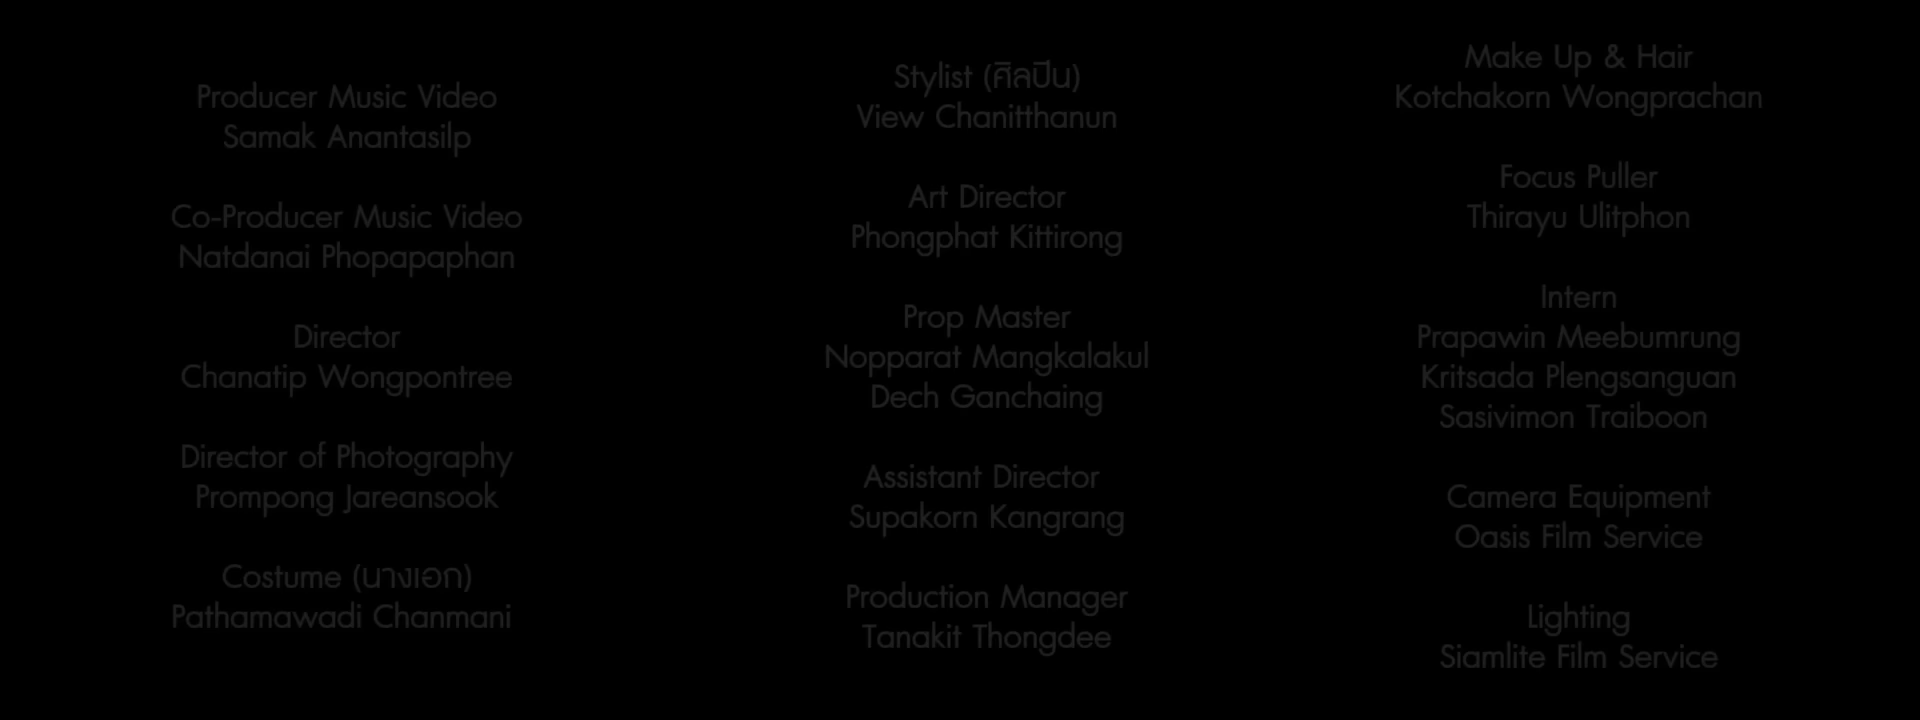 Producer Music Video
Samak Anantasilp
Co-Producer Music Video
Natdanai Phopapaphan
Director
Chanatip Wongpontree
Director of Photography
Prompong Jareansook
Costume (นางเอก)
Pathamawadi Chanmani
Stylist (ศิลปิน)
View Chanitthanun
Art Director
Phongphat Kittirong
Prop Master
Nopparat Mangkalakul
Dech Ganchaing
Assistant Director
Supakorn Kangrang
Production Manager
Tanakit Thongdee
Make Up & Hair
Kotchakorn Wongprachan
Focus Puller
Thirayu Ulitphon
Intern
Prapawin Meebumrung
Kritsada Plengsanguan
Sasivimon Traiboon
Camera Equipment
Oasis Film Service
Lighting
Siamlite Film Service